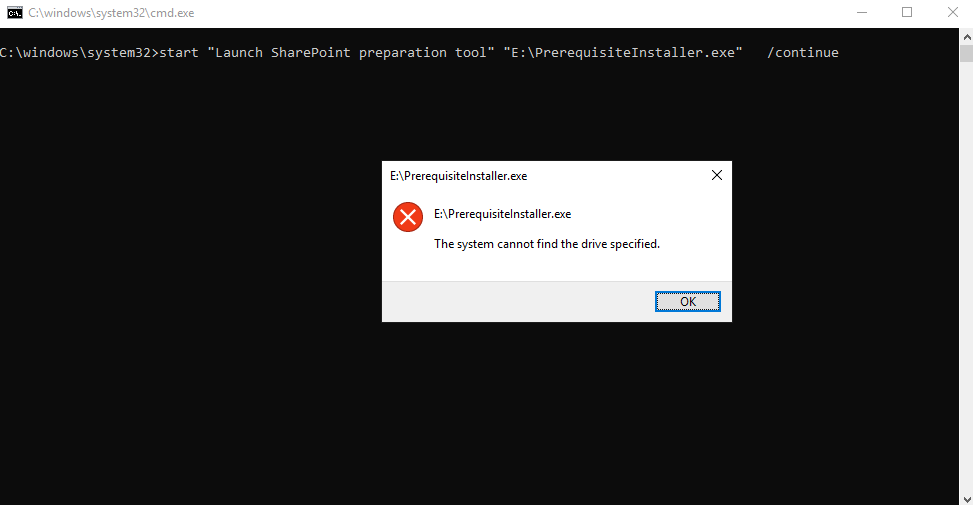 C:\windows\system32\cmd.exe
C:\windows\system32>start "Launch SharePoint preparation tool" "E:\PrerequisiteInstaller.exe"   /continue
E:\PrerequisiteInstaller.exe
E:\PrerequisiteInstaller.exe
The system cannot find the drive specified.
OK